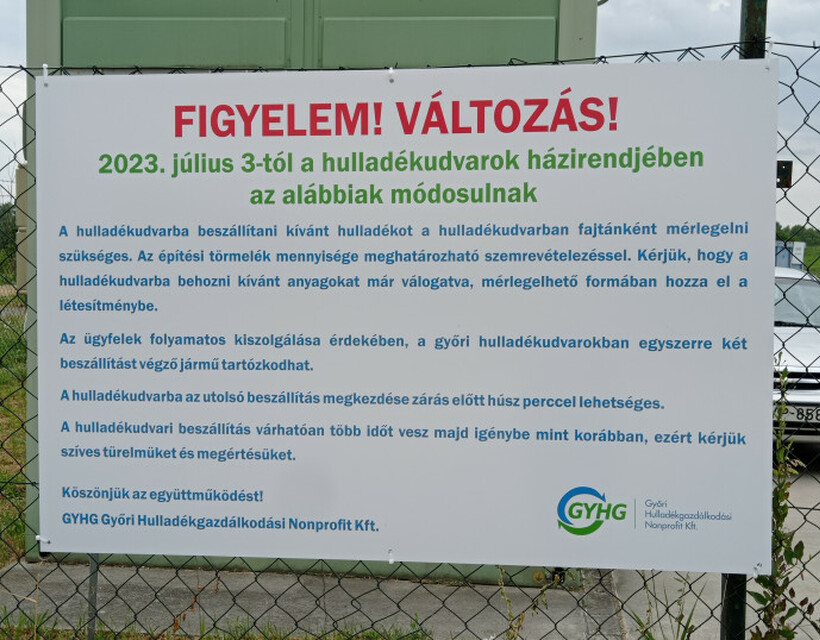 FIGYELEM! VÁLTOZÁS!
2023. július 3-tól a hulladékudvarok házirendjében
az alábbiak módosulnak
A hulladékudvarba beszállítani kívánt hulladékot a hulladékudvarban fajtánként mérlegelni
szükséges. Az építési törmelék mennyisége meghatározható szemrevételezéssel. Kérjük, hogy a
hulladékudvarba behozni kívánt anyagokat már válogatva, mérlegelhető formában hozza el a
létesítménybe.
Az ügyfelek folyamatos kiszolgálása érdekében, a győri hulladékudvarokban egyszerre két
beszállítást végző jármű tartózkodhat.
A hulladékudvarba az utolsó beszállítás megkezdése zárás előtt húsz perccel lehetséges.
A hulladékudvari beszállítás várhatóan több időt vesz majd igénybe mint korábban, ezért kérjük
szíves türelmüket és megértésüket.
Köszönjük az együttműködést!
GYHG Győri Hulladékgazdálkodási Nonprofit Kft.
GYHG
Győri
Hulladékgazdálkodási
Nonprofit Kft.